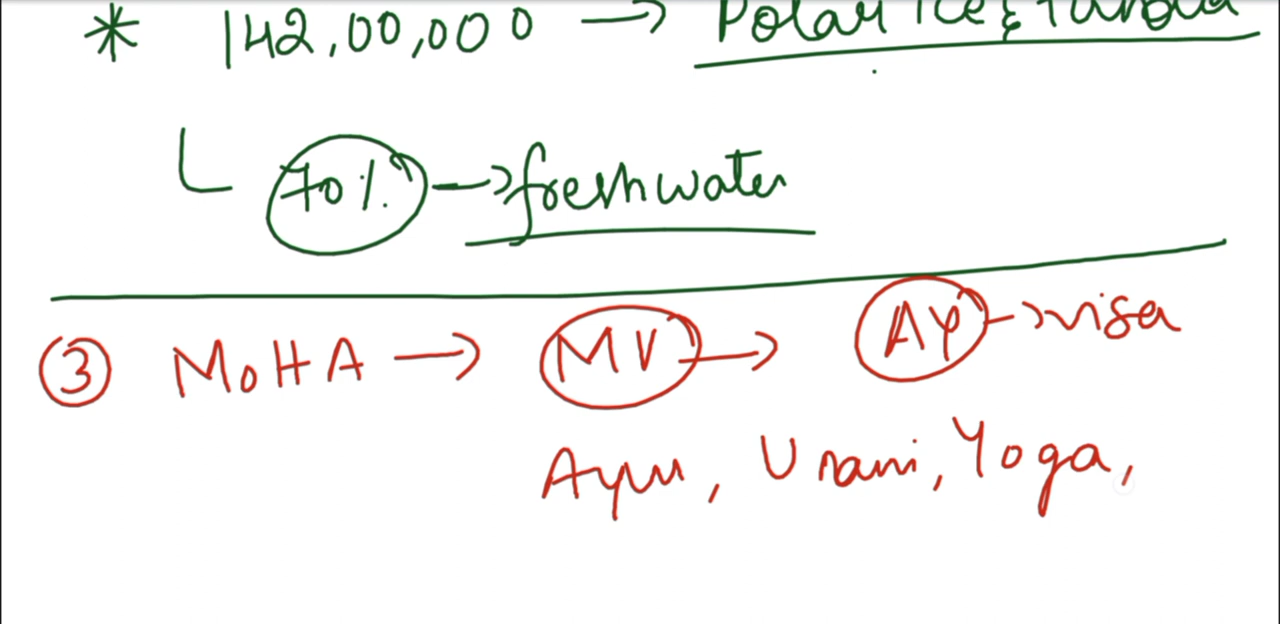 * 142,00,000 → Polar Ice &
70% → freshwater
③ MoHA → MV → AY → visa
Ayu, Unani, Yoga,